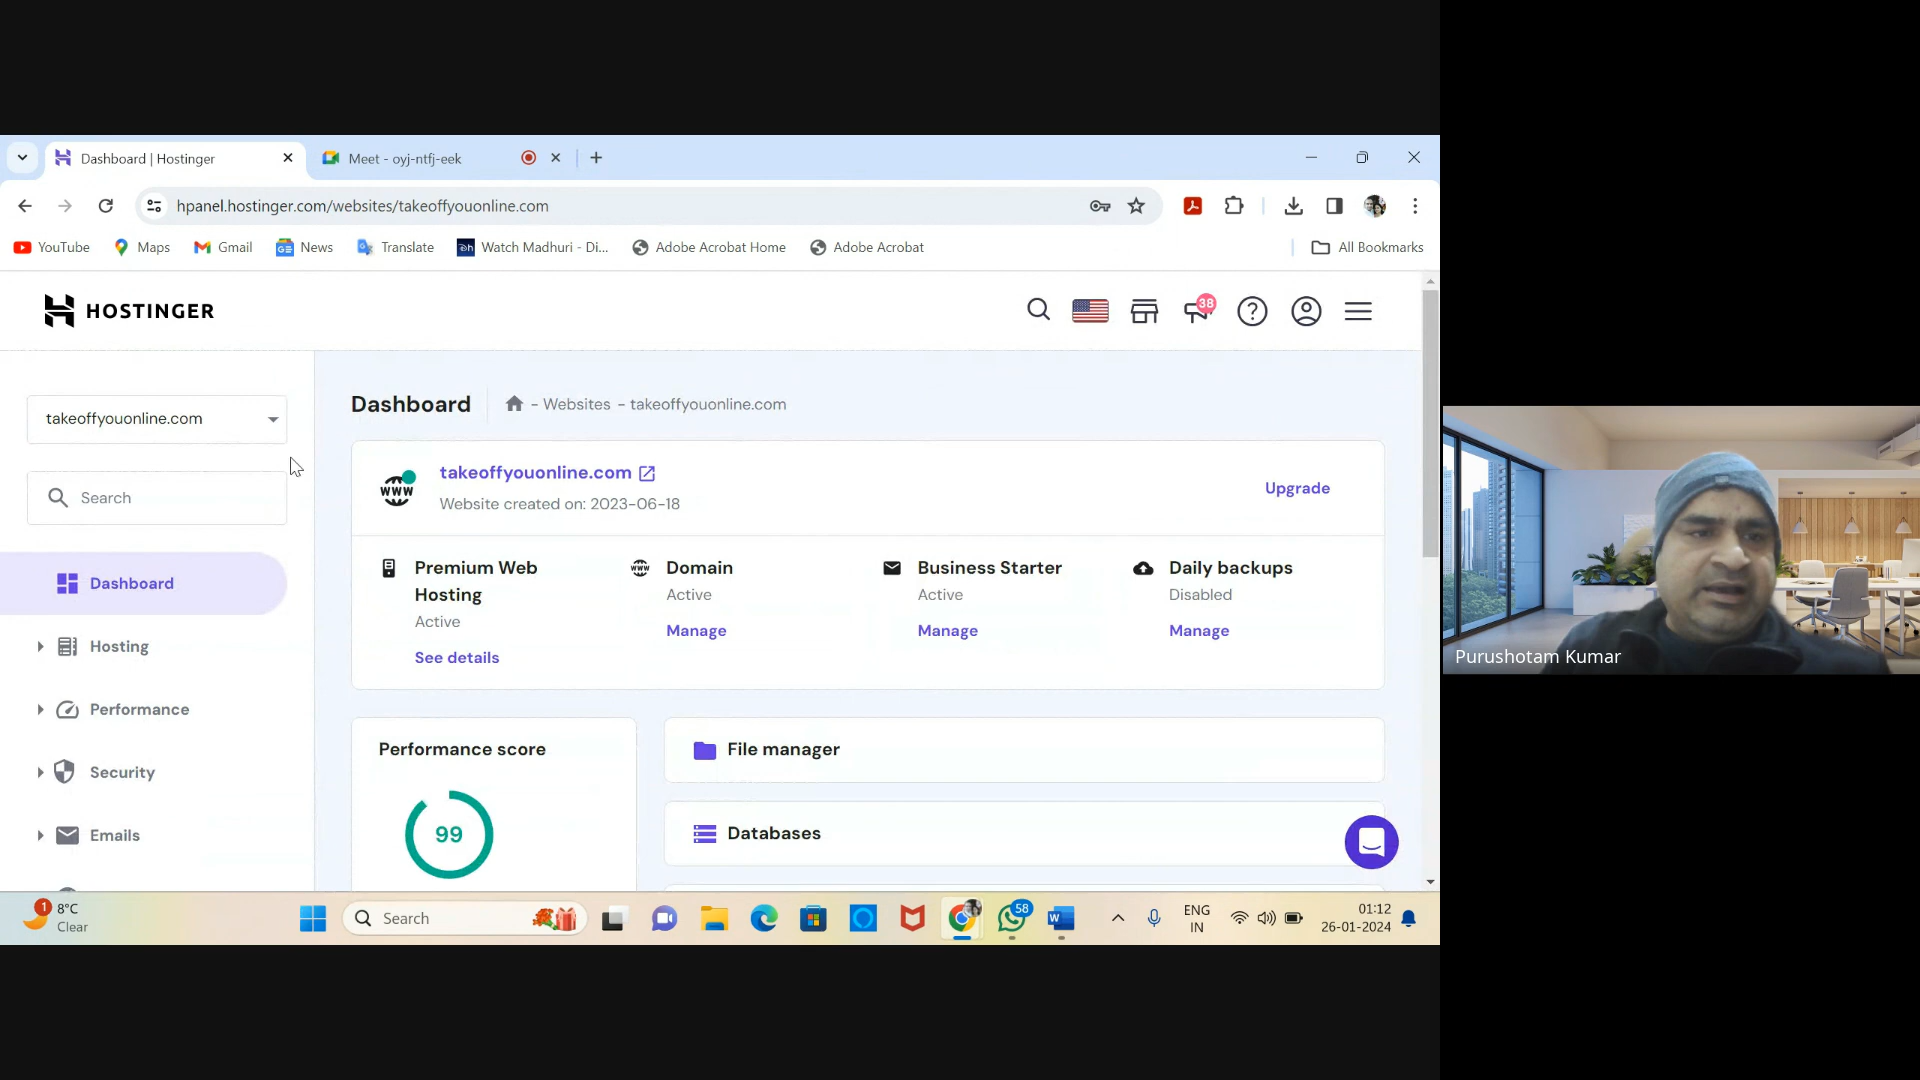 Dashboard | Hostinger
Meet - oyj-ntfj-eek
hpanel.hostinger.com/websites/takeoffyouonline.com
YouTube
Maps
Gmail
News
Translate
Watch Madhuri - Di...
Adobe Acrobat Home
Adobe Acrobat
All Bookmarks
HOSTINGER
38
takeoffyouonline.com
Search
Dashboard
Hosting
Performance
Security
Emails
Dashboard
- Websites - takeoffyouonline.com
www
takeoffyouonline.com
Website created on: 2023-06-18
Upgrade
Premium Web
Hosting
Active
See details
www
Domain
Active
Manage
Business Starter
Active
Manage
Daily backups
Disabled
Manage
Performance score
99
File manager
Databases
Purushotam Kumar
1
8°C
Clear
Search
58
W
ENG
IN
01:12
26-01-2024